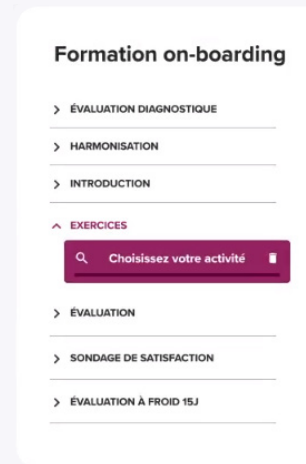 Formation on-boarding
ÉVALUATION DIAGNOSTIQUE
HARMONISATION
INTRODUCTION
EXERCICES
Choisissez votre activité
ÉVALUATION
SONDAGE DE SATISFACTION
ÉVALUATION À FROID 15J